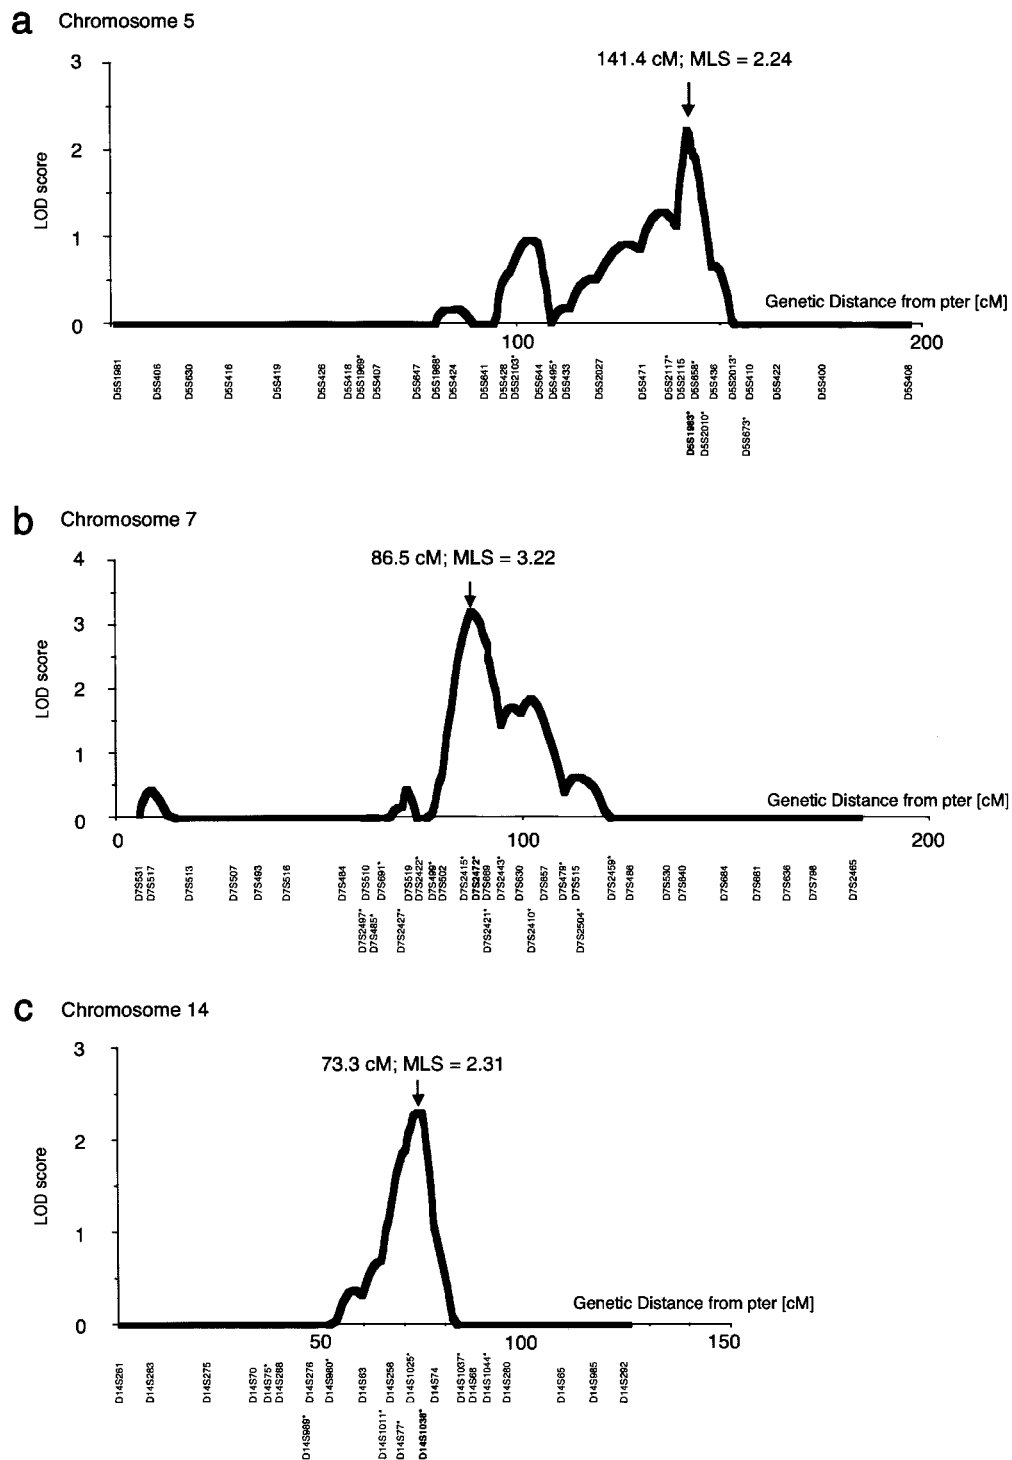 a Chromosome 5
3
141.4 cM; MLS = 2.24
2
LOD score
1
Genetic Distance from pter [cM]
0
100
200
D5S1981
D5S406
D5S630
D5S416
D5S419
D5S426
D5S418
D5S1969*
D5S407
D5S647
D5S1968*
D5S424
D5S641
D5S428
D5S2103*
D5S644
D5S495*
D5S433
D5S2027
D5S471
D5S2117*
D5S2115
D5S658*
D5S436
D5S2013*
D5S410
D5S422
D5S400
D5S408
D5S1983*
D5S2010*
D5S673*
b Chromosome 7
4
86.5 cM; MLS = 3.22
3
LOD score
2
1
Genetic Distance from pter [cM]
0
0
100
200
D7S531
D7S517
D7S513
D7S507
D7S493
D7S516
D7S484
D7S510
D7S691*
D7S519
D7S2422*
D7S499*
D7S502
D7S2415*
D7S2472*
D7S669
D7S2443*
D7S630
D7S657
D7S479*
D7S515
D7S2459*
D7S486
D7S530
D7S640
D7S684
D7S661
D7S636
D7S798
D7S2465
D7S2497*
D7S485*
D7S2427*
D7S2421*
D7S2410*
D7S2504*
c Chromosome 14
3
73.3 cM; MLS = 2.31
2
LOD score
1
Genetic Distance from pter [cM]
0
50
100
150
D14S261
D14S283
D14S275
D14S70
D14S75*
D14S288
D14S276
D14S980*
D14S63
D14S258
D14S1025*
D14S74
D14S1037*
D14S68
D14S1044*
D14S280
D14S65
D14S985
D14S292
D14S989*
D14S1011*
D14S77*
D14S1036*